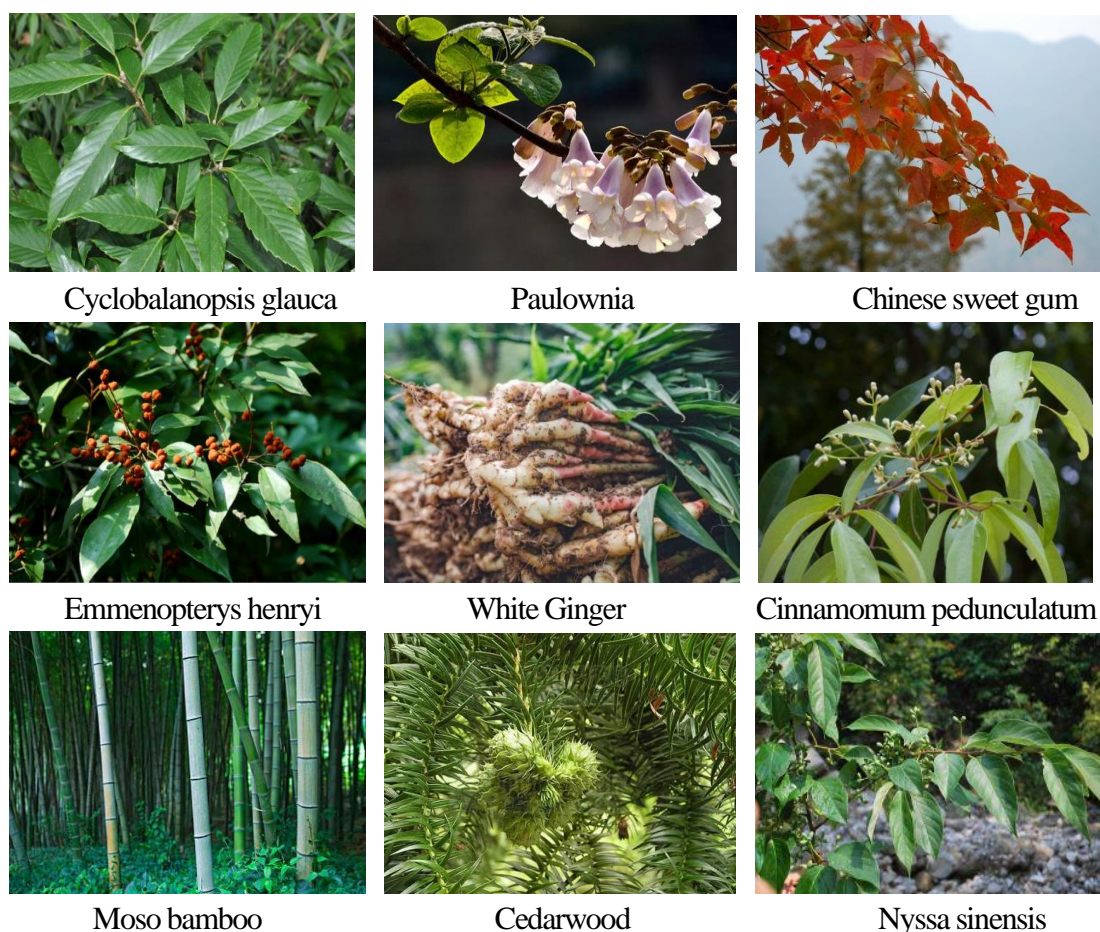 Cyclobalanopsis glauca
Paulownia
Chinese sweet gum
Emmenopterys henryi
White Ginger
Cinnamomum pedunculatum
Moso bamboo
Cedarwood
Nyssa sinensis